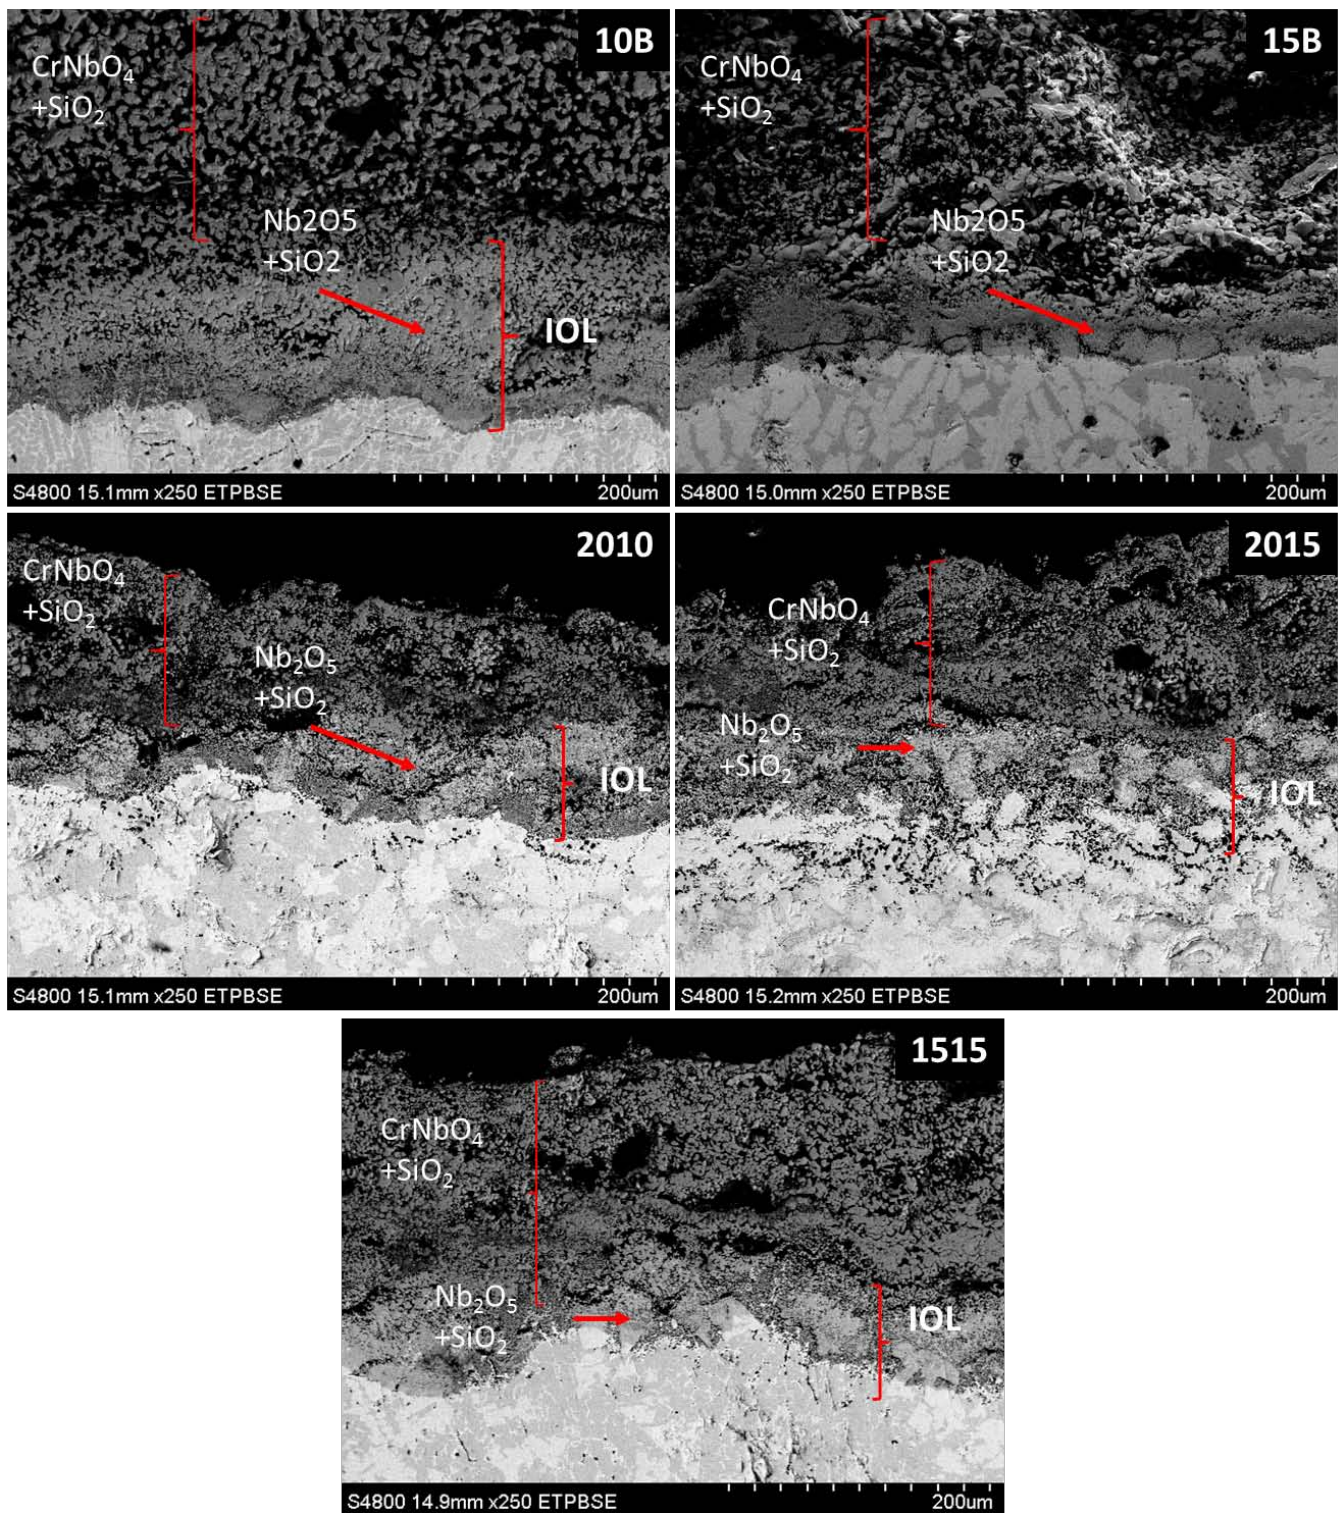 10B
CrNbO₄
+SiO₂
Nb2O5
+SiO2
IOL
S4800 15.1mm x250 ETPBSE 200um
15B
CrNbO₄
+SiO₂
Nb2O5
+SiO2
S4800 15.0mm x250 ETPBSE 200um
2010
CrNbO₄
+SiO₂
Nb₂O₅
+SiO₂
IOL
S4800 15.1mm x250 ETPBSE 200um
2015
CrNbO₄
+SiO₂
Nb₂O₅
+SiO₂
IOL
S4800 15.2mm x250 ETPBSE 200um
1515
CrNbO₄
+SiO₂
Nb₂O₅
+SiO₂
IOL
S4800 14.9mm x250 ETPBSE 200um